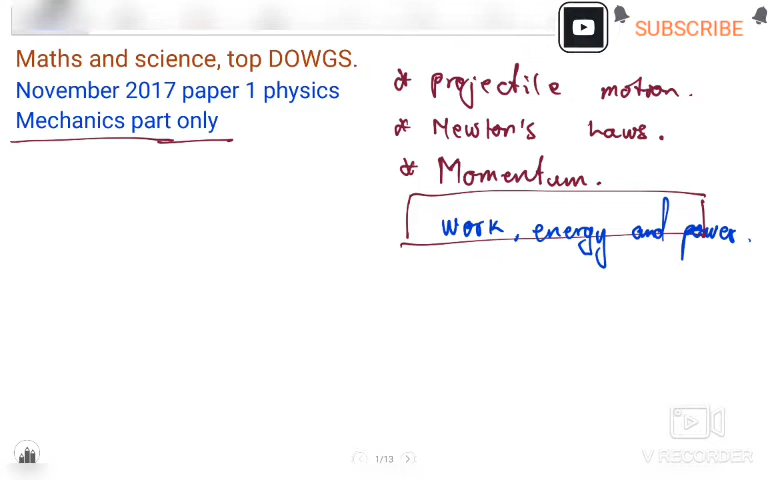 SUBSCRIBE
Maths and science, top DOWGS.
November 2017 paper 1 physics
Mechanics part only
* Projectile motion.
* Newton's Laws.
* Momentum.
Work, energy and power.
1/13
V RECORDER